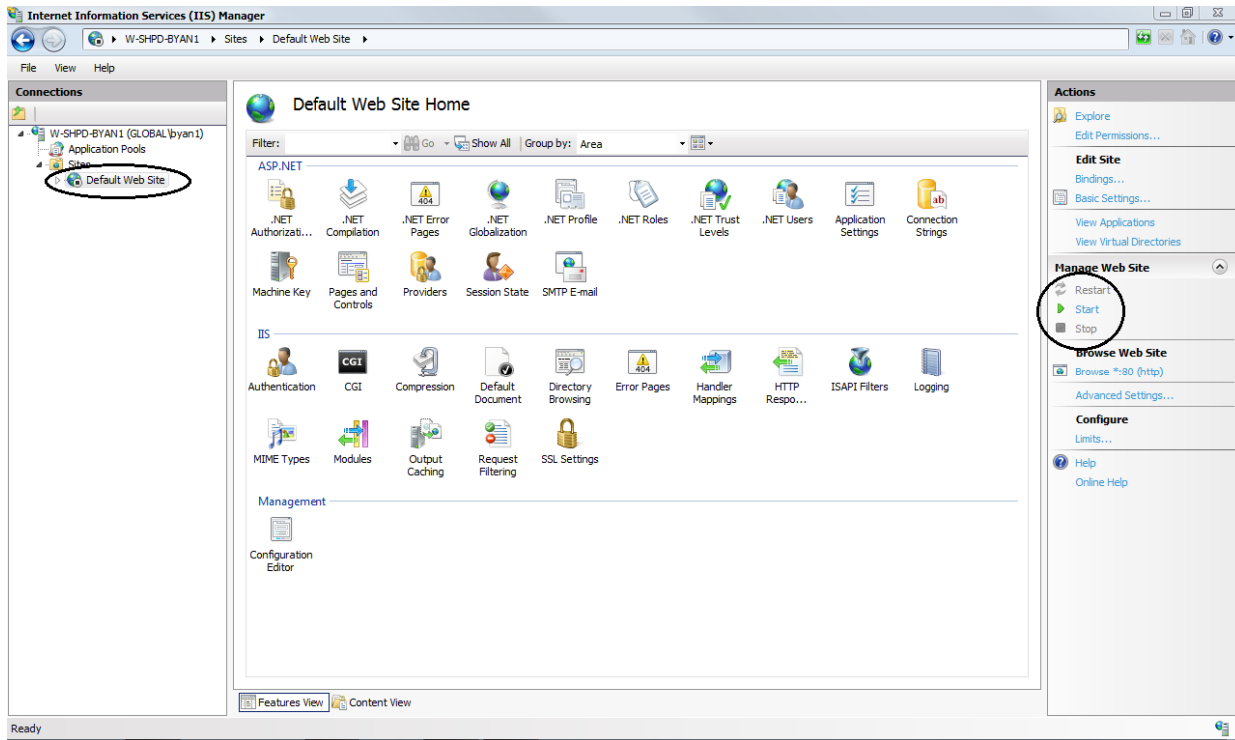 Internet Information Services (IIS) Manager
W-SHPD-BYAN1 Sites Default Web Site
File View Help
Connections
W-SHPD-BYAN1 (GLOBAL\byan1)
Application Pools
Sites
Default Web Site
Default Web Site Home
Filter: Go Show All Group by: Area
ASP.NET
.NET Authorizati...
.NET Compilation
.NET Error Pages
.NET Globalization
.NET Profile
.NET Roles
.NET Trust Levels
.NET Users
Application Settings
Connection Strings
Machine Key
Pages and Controls
Providers
Session State
SMTP E-mail
IIS
Authentication
CGI
Compression
Default Document
Directory Browsing
Error Pages
Handler Mappings
HTTP Respo...
ISAPI Filters
Logging
MIME Types
Modules
Output Caching
Request Filtering
SSL Settings
Management
Configuration Editor
Features View Content View
Ready
Actions
Explore
Edit Permissions...
Edit Site
Bindings...
Basic Settings...
View Applications
View Virtual Directories
Manage Web Site
Restart
Start
Stop
Browse Web Site
Browse *:80 (http)
Advanced Settings...
Configure
Limits...
Help
Online Help
404
ab
CGI
404